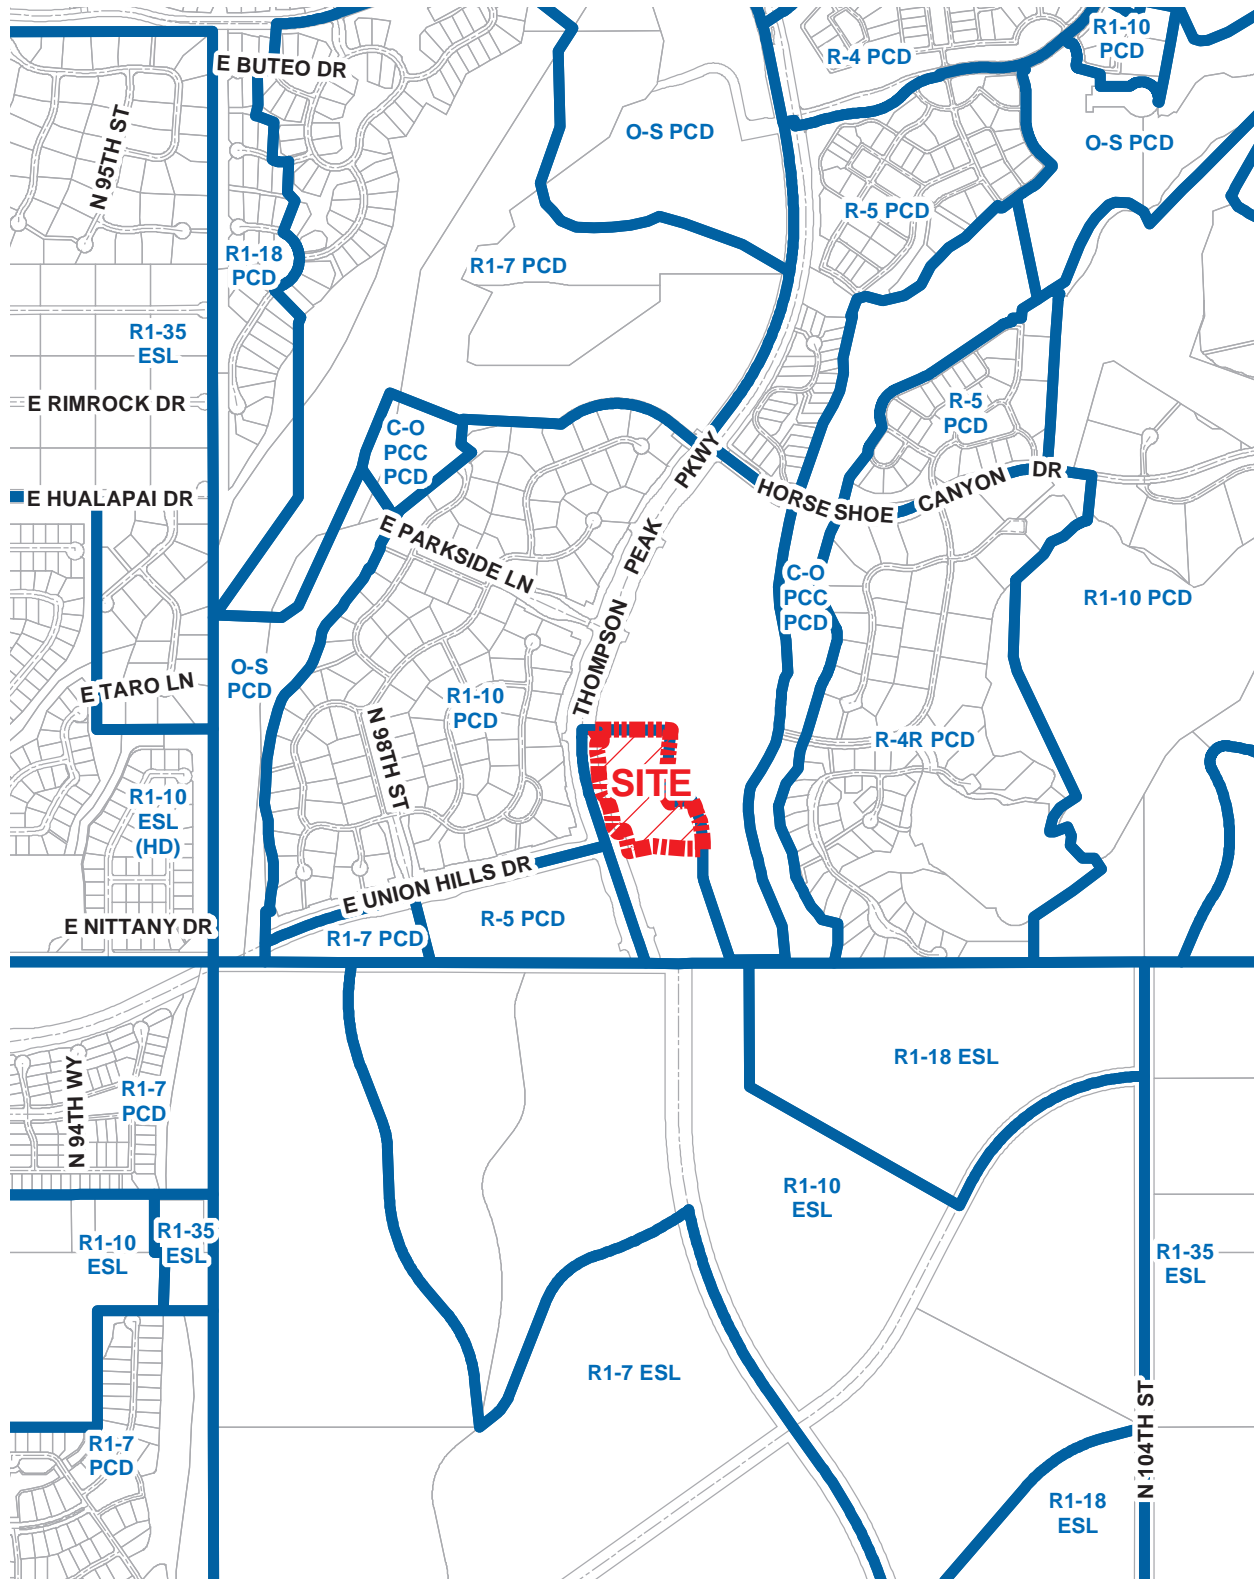 R1-10
PCD
R-4 PCD
E BUTEO DR
O-S PCD
O-S PCD
N 95TH ST
R-5 PCD
R1-18
PCD
R1-7 PCD
R1-35
ESL
E RIMROCK DR
R-5
PCD
C-O
PCC
PCD
PKWY
DR
E HUALAPAI DR
HORSE SHOE
CANYON
E PARKSIDE LN
PEAK
C-O
PCC
PCD
R1-10 PCD
THOMPSON
O-S
PCD
E TARO LN
R1-10
PCD
N 98TH ST
R-4R PCD
SITE
R1-10
ESL
(HD)
E UNION HILLS DR
E NITTANY DR
R1-7 PCD
R-5 PCD
R1-18 ESL
N 94TH WY
R1-7
PCD
R1-10
ESL
R1-10
ESL
R1-35
ESL
R1-35
ESL
R1-7 ESL
N 104TH ST
R1-7
PCD
R1-18
ESL